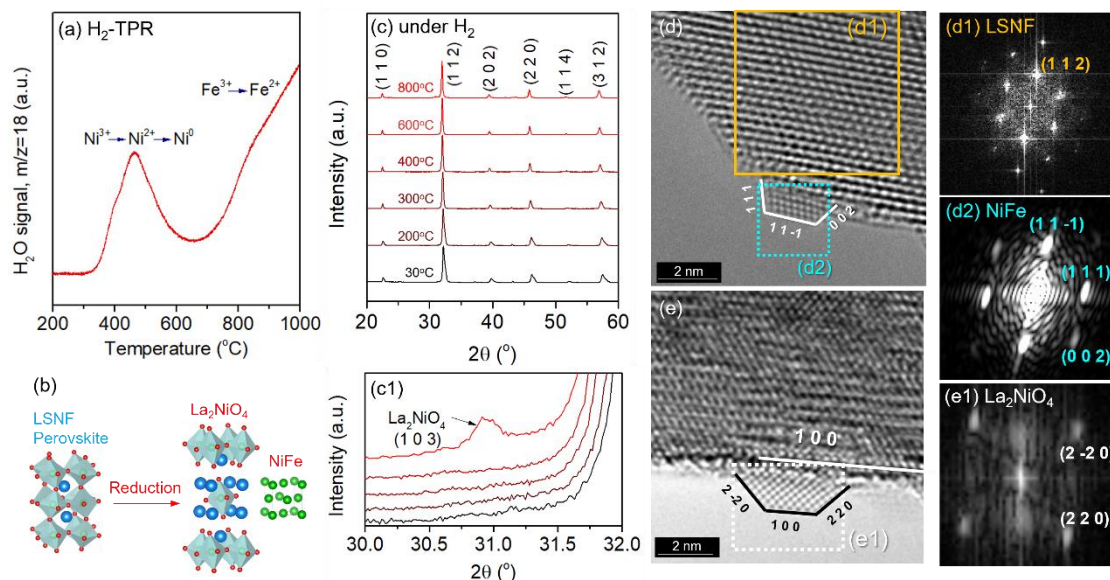 (a) H₂-TPR
H₂O signal, m/z=18 (a.u.)
Fe³⁺→Fe²⁺
Ni³⁺→Ni²⁺→Ni⁰
200 400 600 800 1000
Temperature (°C)
(b)
LSNF
Perovskite
Reduction
La₂NiO₄
NiFe
(c) under H₂
Intensity (a.u.)
(1 1 0)
(1 1 2)
(2 0 2)
(2 2 0)
(1 1 4)
(3 1 2)
800°C
600°C
400°C
300°C
200°C
30°C
20 30 40 50 60
2θ (°)
(c1)
Intensity (a.u.)
La₂NiO₄
(1 0 3)
30.0 30.5 31.0 31.5 32.0
2θ (°)
(d)
(d1)
1 1 1
1 1 -1
0 0 2
(d2)
2 nm
(e)
1 0 0
2 -2 0
1 0 0
2 2 0
(e1)
2 nm
(d1) LSNF
(1 1 2)
(d2) NiFe
(1 1 -1)
(1 1 1)
(0 0 2)
(e1) La₂NiO₄
(2 -2 0)
(2 2 0)